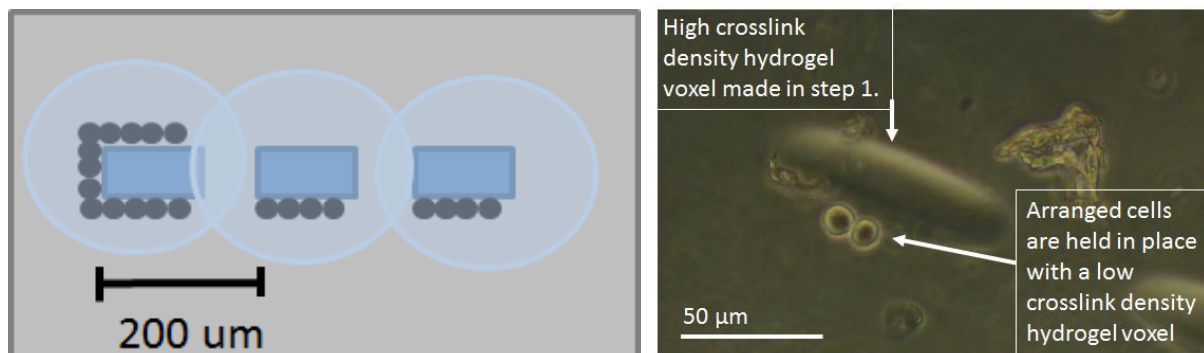 200 um
High crosslink
density hydrogel
voxel made in step 1.
Arranged cells
are held in place
with a low
crosslink density
hydrogel voxel
50 μm